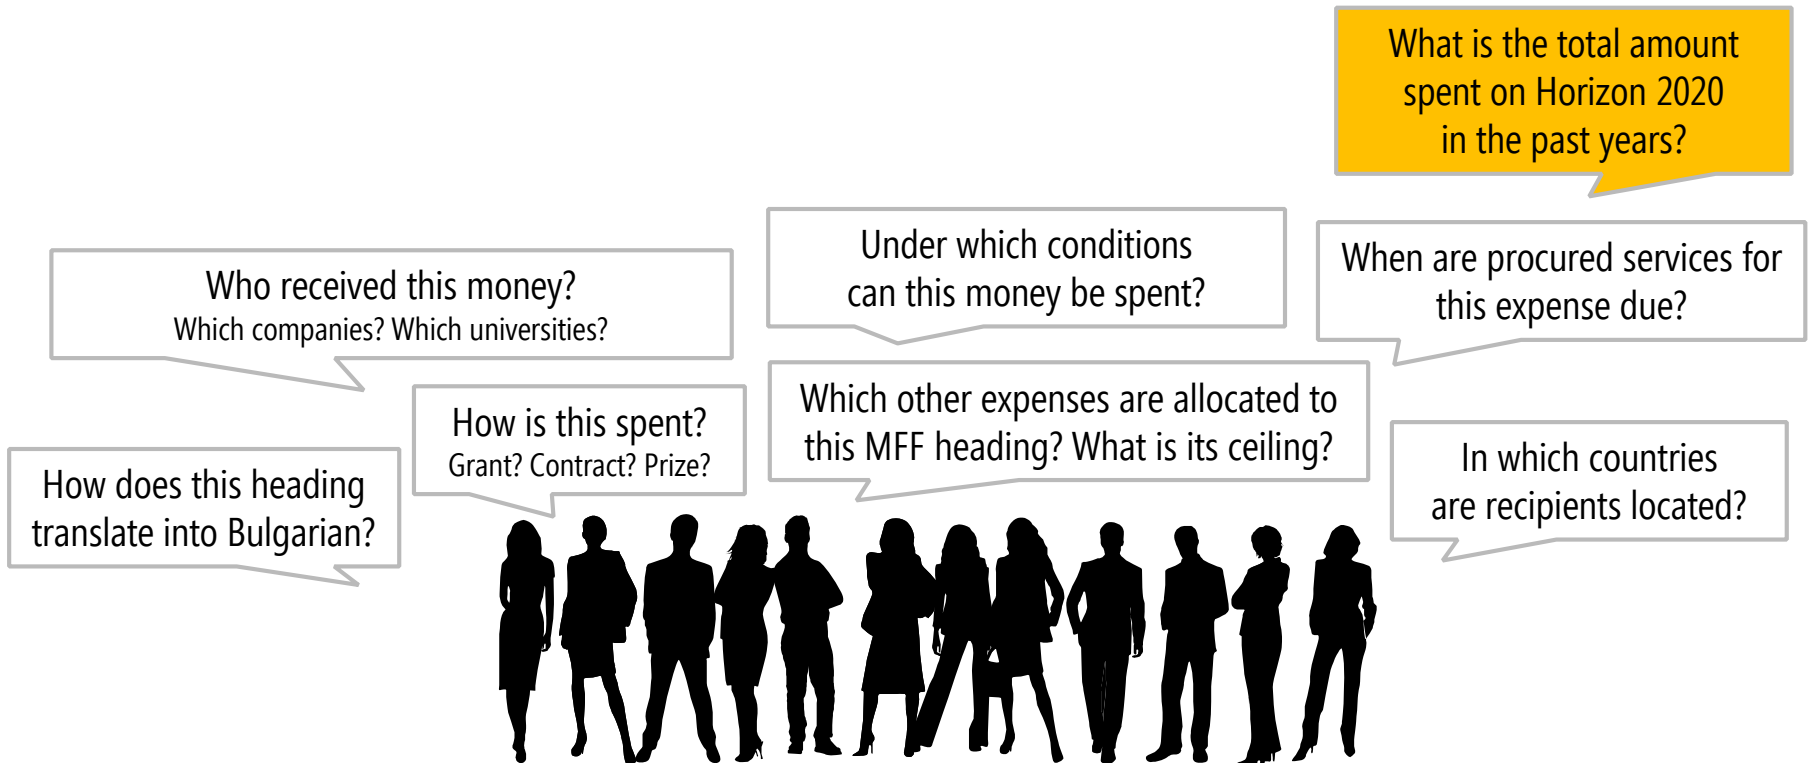 What is the total amount
spent on Horizon 2020
in the past years?
Under which conditions
can this money be spent?
When are procured services for
this expense due?
Who received this money?
Which companies? Which universities?
Which other expenses are allocated to
this MFF heading? What is its ceiling?
How is this spent?
Grant? Contract? Prize?
In which countries
are recipients located?
How does this heading
translate into Bulgarian?